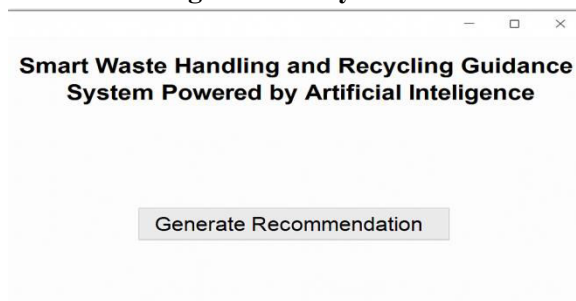 Smart Waste Handling and Recycling Guidance
System Powered by Artificial Inteligence
Generate Recommendation